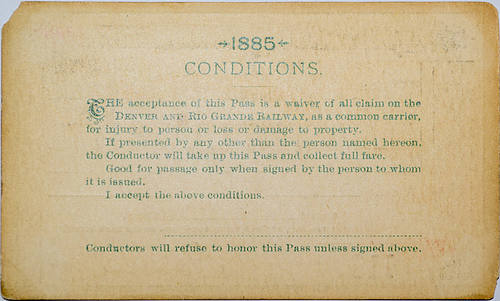 1885
CONDITIONS.
THE acceptance of this Pass is a waiver of all claim on the
DENVER AND RIO GRANDE RAILWAY, as a common carrier,
for injury to person or loss or damage to property.
If presented by any other than the person named hereon,
the Conductor will take up this Pass and collect full fare.
Good for passage only when signed by the person to whom
it is issued.
I accept the above conditions.
Conductors will refuse to honor this Pass unless signed above.